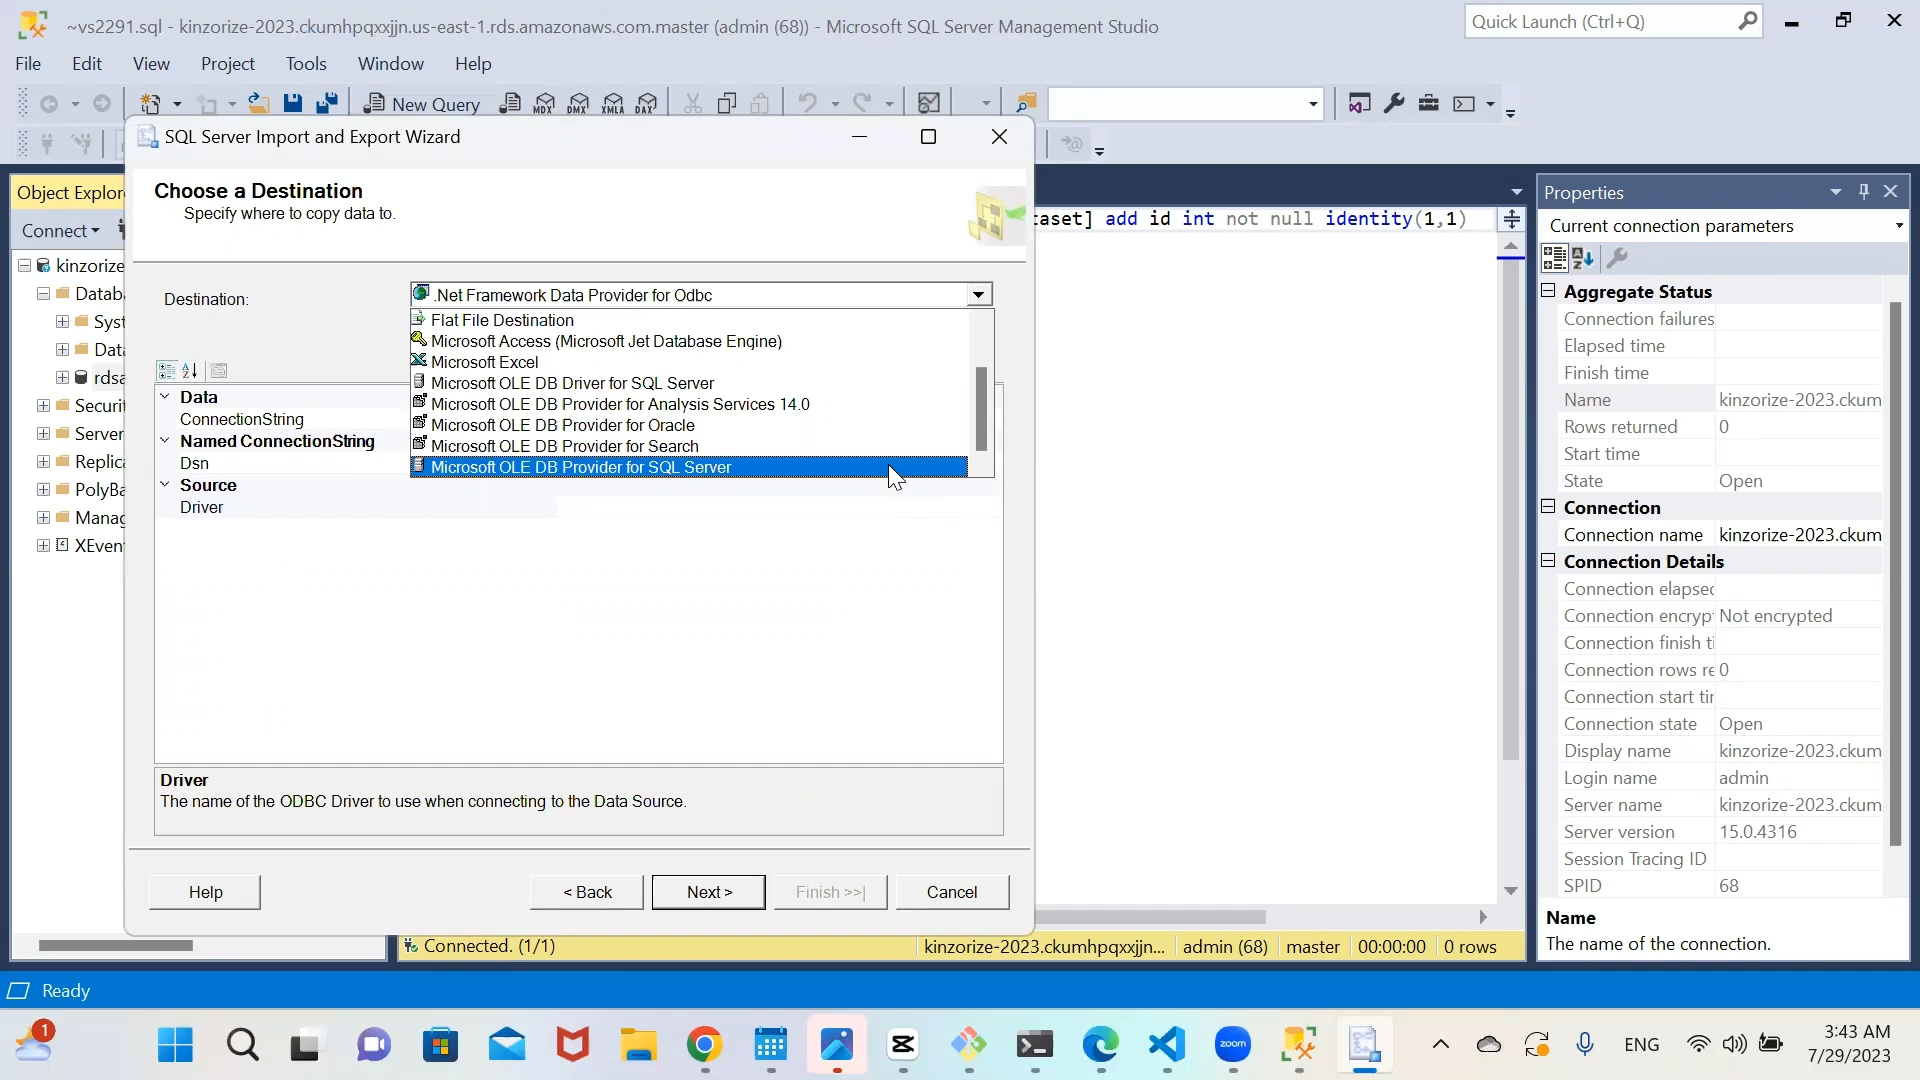 ~vs2291.sql - kinzorize-2023.ckumhpqxxjjn.us-east-1.rds.amazonaws.com.master (admin (68)) - Microsoft SQL Server Management Studio
Quick Launch (Ctrl+Q)
File Edit View Project Tools Window Help
New Query
MDX DMX XMLA DAX
SQL Server Import and Export Wizard
Choose a Destination
Specify where to copy data to.
Destination:
.Net Framework Data Provider for Odbc
Flat File Destination
Microsoft Access (Microsoft Jet Database Engine)
Microsoft Excel
Microsoft OLE DB Driver for SQL Server
Microsoft OLE DB Provider for Analysis Services 14.0
Microsoft OLE DB Provider for Oracle
Microsoft OLE DB Provider for Search
Microsoft OLE DB Provider for SQL Server
Data
ConnectionString
Named ConnectionString
Dsn
Source
Driver
Driver
The name of the ODBC Driver to use when connecting to the Data Source.
Help
< Back
Next >
Finish >>|
Cancel
Object Explor
Connect
kinzorize
Datab
Syst
Data
rdsa
Securit
Server
Replic
PolyBa
Manag
XEven
taset] add id int not null identity(1,1)
Connected. (1/1)
kinzorize-2023.ckumhpqxxjjn... admin (68) master 00:00:00 0 rows
Properties
Current connection parameters
Aggregate Status
Connection failures
Elapsed time
Finish time
Name kinzorize-2023.ckum
Rows returned 0
Start time
State Open
Connection
Connection name kinzorize-2023.ckum
Connection Details
Connection elapsec
Connection encryp Not encrypted
Connection finish ti
Connection rows re 0
Connection start tir
Connection state Open
Display name kinzorize-2023.ckum
Login name admin
Server name kinzorize-2023.ckum
Server version 15.0.4316
Session Tracing ID
SPID 68
Name
The name of the connection.
Ready
1
zoom
ENG
3:43 AM
7/29/2023